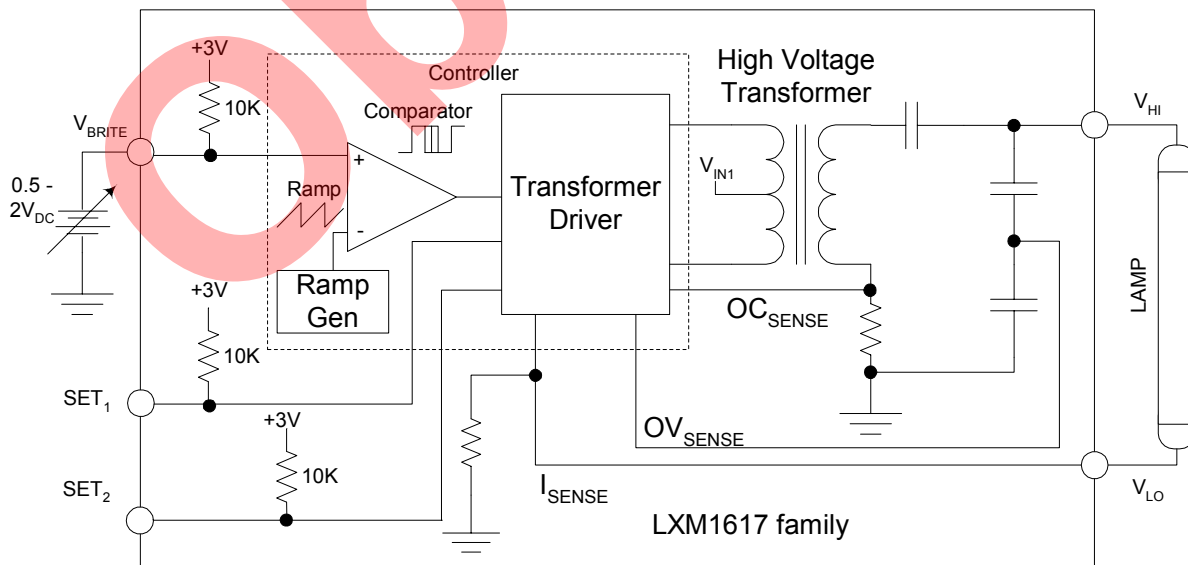 +3V
Controller
High Voltage
Transformer
10K
Comparator
V_BRITE
V_HI
+
Ramp
V_IN1
Transformer
Driver
0.5 -
2V_DC
-
Ramp
Gen
+3V
OC_SENSE
LAMP
10K
SET_1
+3V
OV_SENSE
10K
SET_2
I_SENSE
V_LO
LXM1617 family